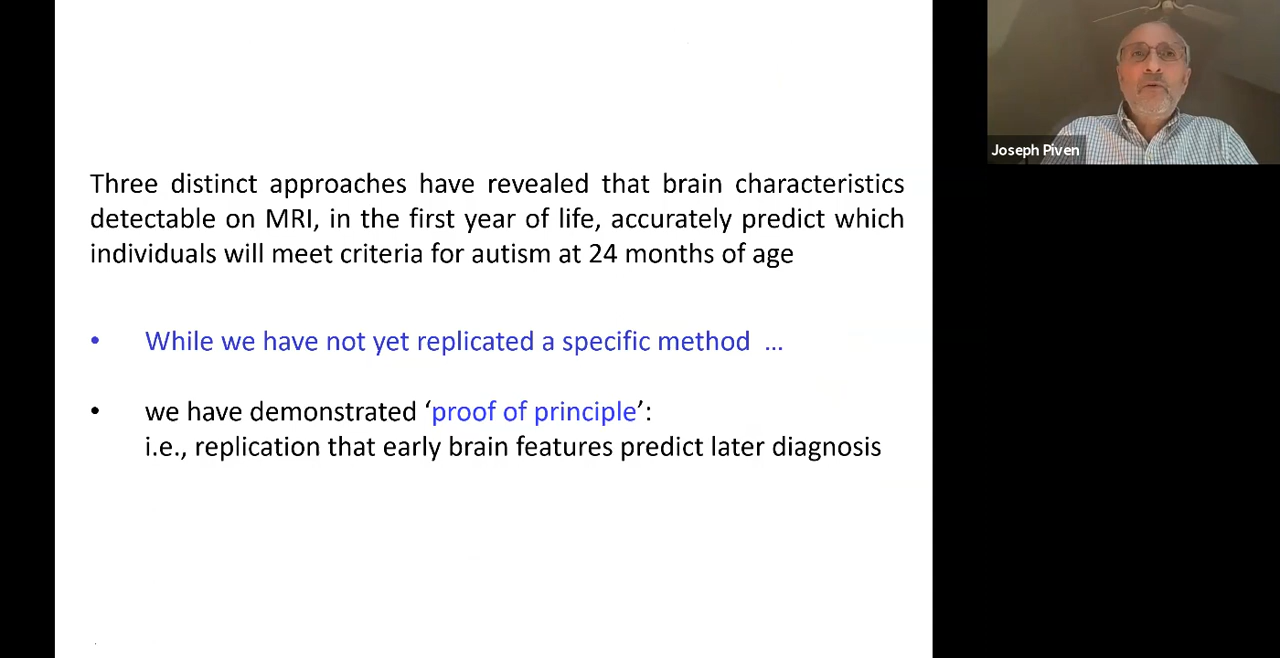 Three distinct approaches have revealed that brain characteristics
detectable on MRI, in the first year of life, accurately predict which
individuals will meet criteria for autism at 24 months of age
• While we have not yet replicated a specific method ...
• we have demonstrated ‘proof of principle’:
i.e., replication that early brain features predict later diagnosis
Joseph Piven